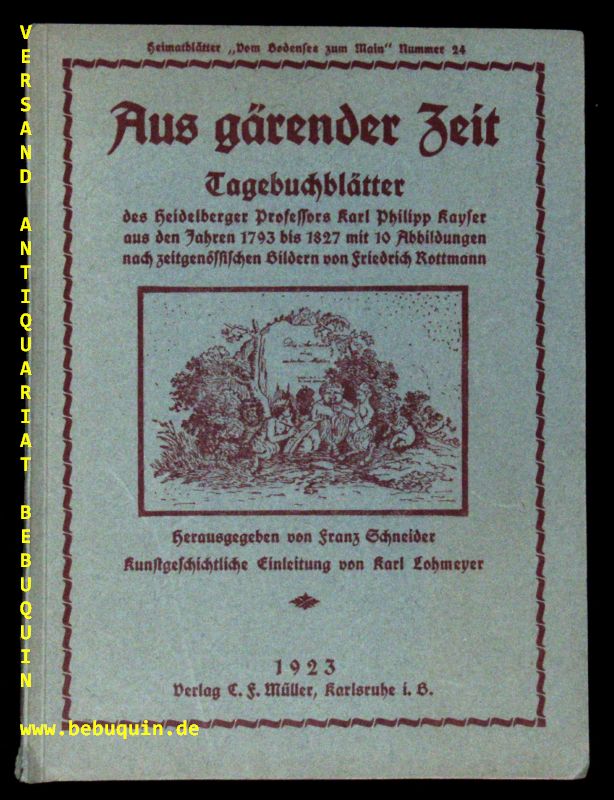 Heimatblätter „Vom Bodensee zum Main“ Nummer 24
Aus gärender Zeit
Tagebuchblätter
des Heidelberger Professors Karl Philipp Kayser
aus den Jahren 1793 bis 1827 mit 10 Abbildungen
nach zeitgenössischen Bildern von Friedrich Rottmann
Herausgegeben von Franz Schneider
Kunstgeschichtliche Einleitung von Karl Lohmeyer
1923
Verlag C. F. Müller, Karlsruhe i. B.
VERSAND ANTIQUARIAT BEBUQUIN
www.bebuquin.de